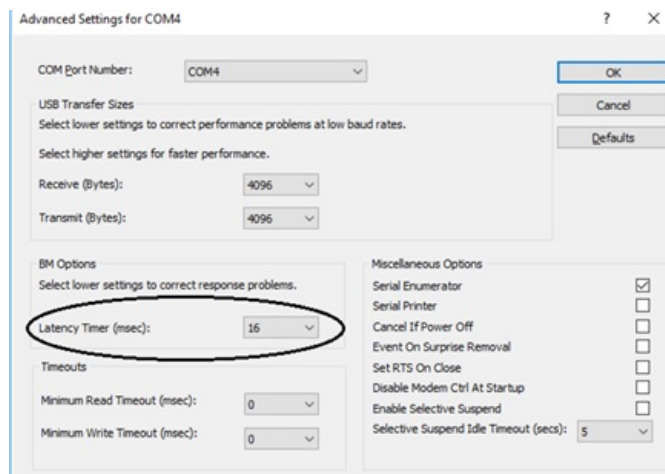 Advanced Settings for COM4 ? ×
COM Port Number: COM4
OK
USB Transfer Sizes
Cancel
Select lower settings to correct performance problems at low baud rates.
Defaults
Select higher settings for faster performance.
Receive (Bytes): 4096
Transmit (Bytes): 4096
BM Options
Select lower settings to correct response problems.
Latency Timer (msec): 16
Timeouts
Minimum Read Timeout (msec): 0
Minimum Write Timeout (msec): 0
Miscellaneous Options
Serial Enumerator
Serial Printer
Cancel If Power Off
Event On Surprise Removal
Set RTS On Close
Disable Modem Ctrl At Startup
Enable Selective Suspend
Selective Suspend Idle Timeout (secs): 5